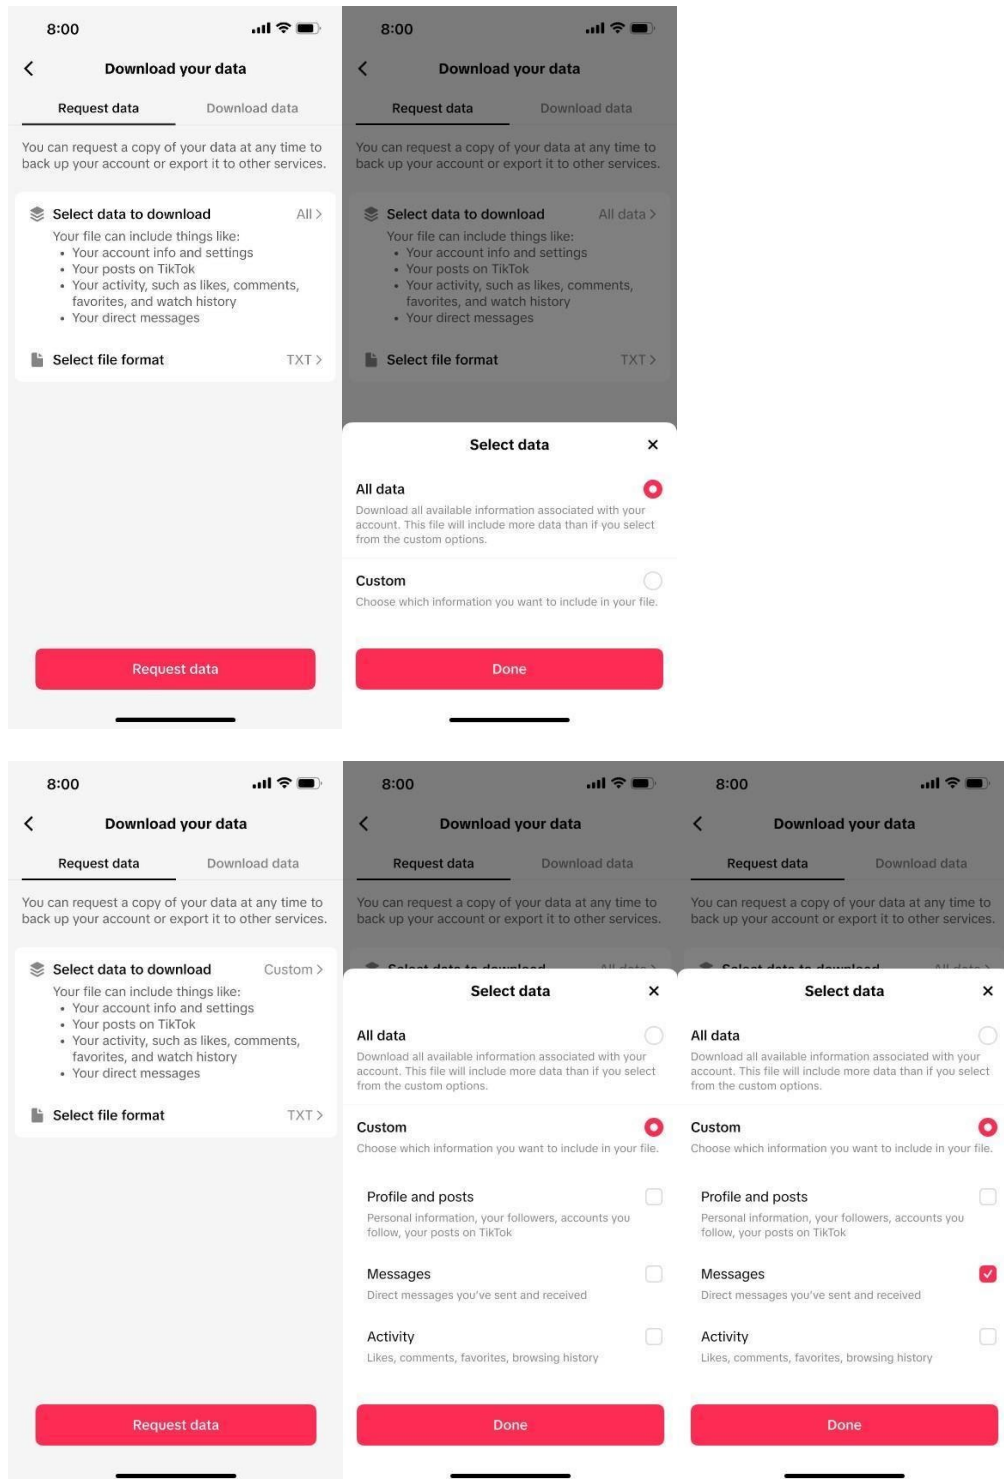 8:00
Download your data
Request data
Download data
You can request a copy of your data at any time to
back up your account or export it to other services.
Select data to download
All >
Your file can include things like:
• Your account info and settings
• Your posts on TikTok
• Your activity, such as likes, comments,
favorites, and watch history
• Your direct messages
Select file format
TXT >
Request data
8:00
Download your data
Request data
Download data
You can request a copy of your data at any time to
back up your account or export it to other services.
Select data to download
All data >
Your file can include things like:
• Your account info and settings
• Your posts on TikTok
• Your activity, such as likes, comments,
favorites, and watch history
• Your direct messages
Select file format
TXT >
Select data
All data
Download all available information associated with your
account. This file will include more data than if you select
from the custom options.
Custom
Choose which information you want to include in your file.
Done
8:00
Download your data
Request data
Download data
You can request a copy of your data at any time to
back up your account or export it to other services.
Select data to download
Custom >
Your file can include things like:
• Your account info and settings
• Your posts on TikTok
• Your activity, such as likes, comments,
favorites, and watch history
• Your direct messages
Select file format
TXT >
Request data
8:00
Download your data
Request data
Download data
You can request a copy of your data at any time to
back up your account or export it to other services.
Select data to download
All data >
Select data
All data
Download all available information associated with your
account. This file will include more data than if you select
from the custom options.
Custom
Choose which information you want to include in your file.
Profile and posts
Personal information, your followers, accounts you
follow, your posts on TikTok
Messages
Direct messages you've sent and received
Activity
Likes, comments, favorites, browsing history
Done
8:00
Download your data
Request data
Download data
You can request a copy of your data at any time to
back up your account or export it to other services.
Select data to download
All data >
Select data
All data
Download all available information associated with your
account. This file will include more data than if you select
from the custom options.
Custom
Choose which information you want to include in your file.
Profile and posts
Personal information, your followers, accounts you
follow, your posts on TikTok
Messages
Direct messages you've sent and received
Activity
Likes, comments, favorites, browsing history
Done